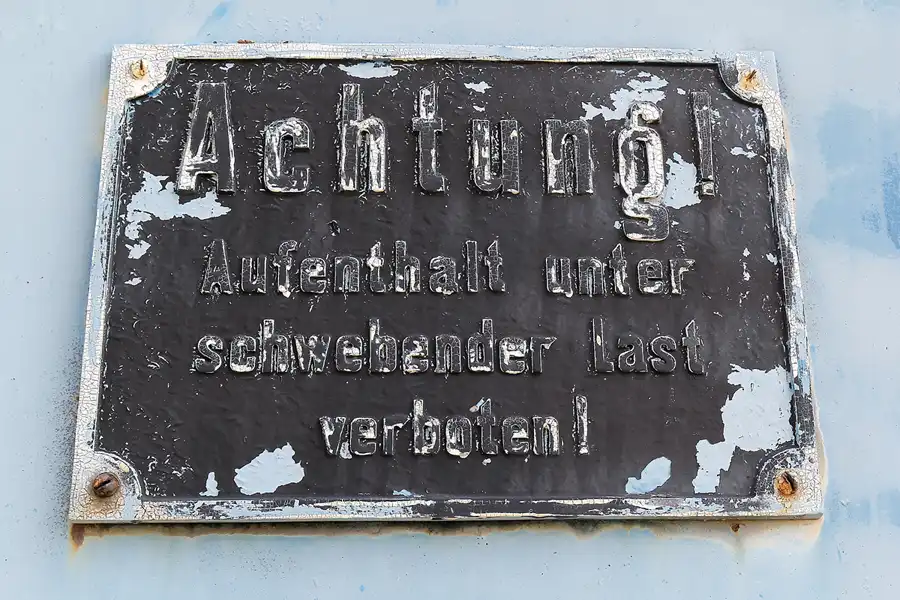 Achtung!
Aufenthalt unter
schwebender Last
verboten!